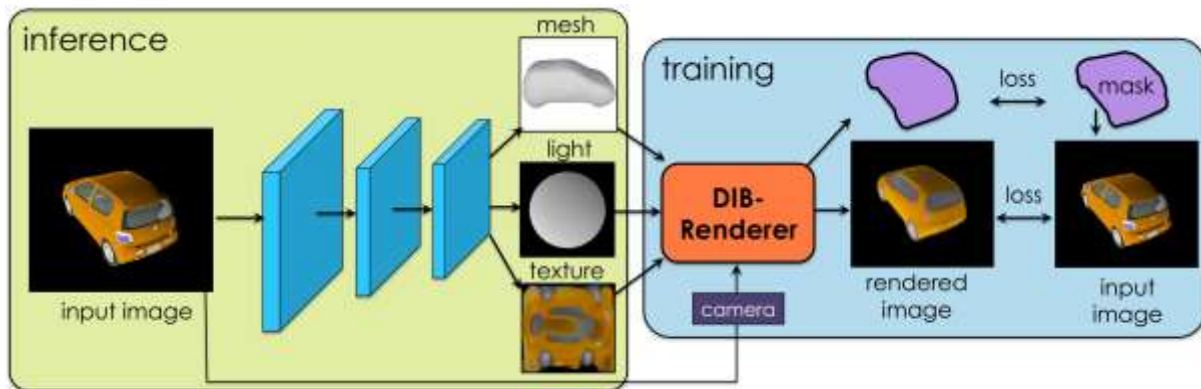 inference
mesh
light
texture
input image
training
loss
mask
DIB-
Renderer
loss
camera
rendered
image
input
image